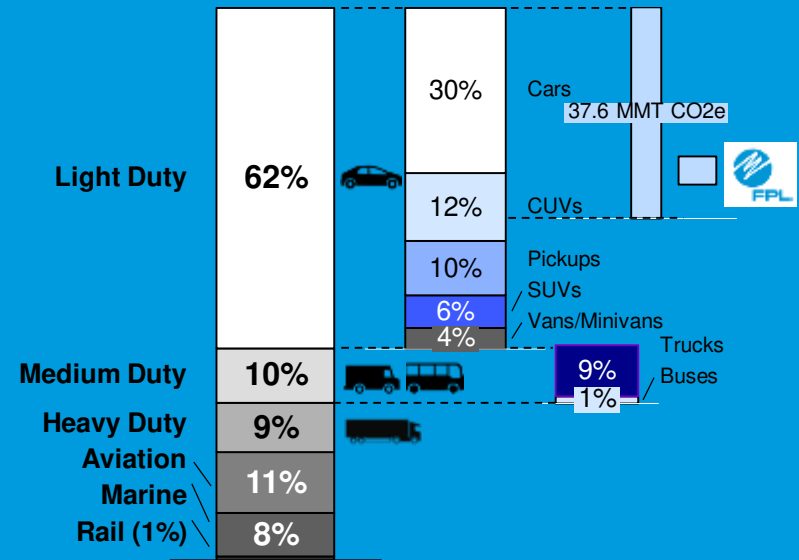 30%
Cars
37.6 MMT CO2e
Light Duty
62%
FPL
12%
CUVs
10%
Pickups
6%
SUVs
4%
Vans/Minivans
Medium Duty
10%
9%
Trucks
1%
Buses
Heavy Duty
9%
Aviation
11%
Marine
8%
Rail (1%)